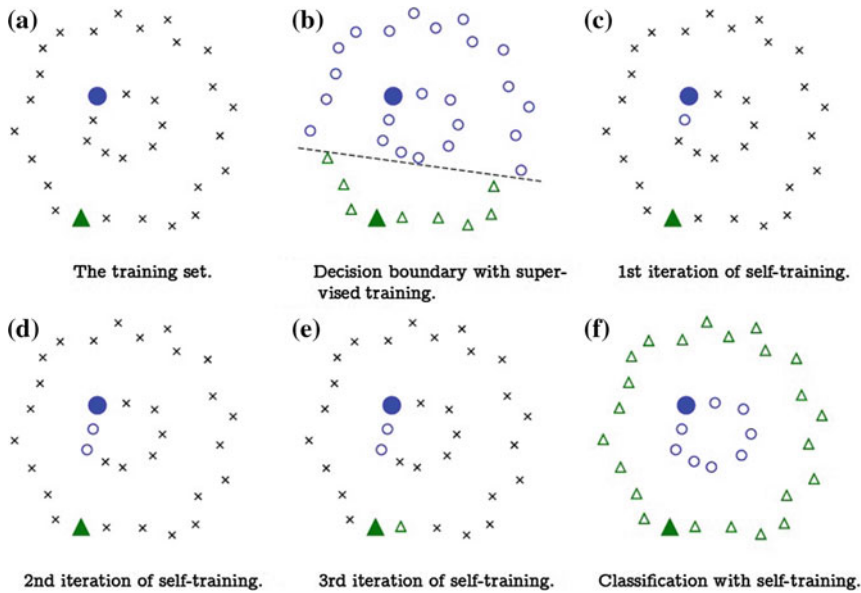 (a)
(b)
(c)
The training set.
Decision boundary with super-
vised training.
1st iteration of self-training.
(d)
(e)
(f)
2nd iteration of self-training.
3rd iteration of self-training.
Classification with self-training.